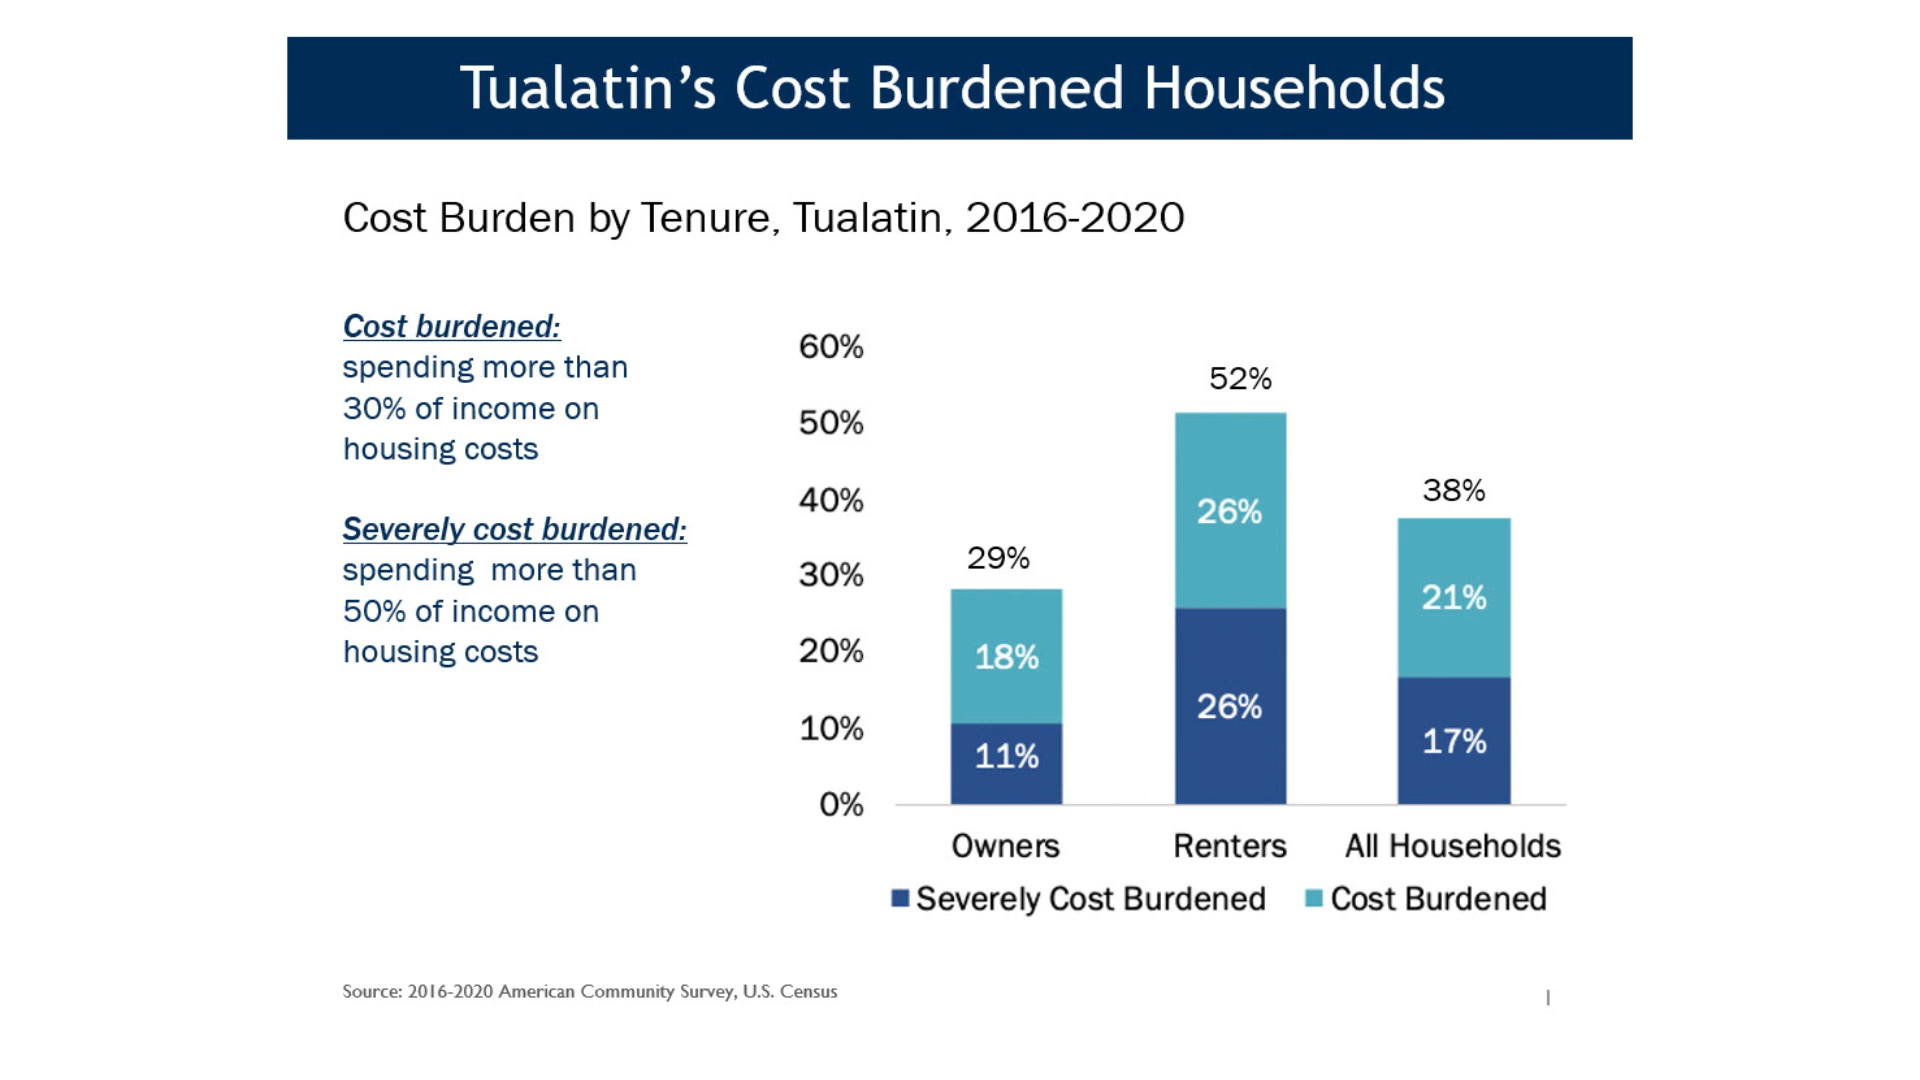 Tualatin’s Cost Burdened Households
Cost Burden by Tenure, Tualatin, 2016-2020
Cost burdened:
spending more than
30% of income on
housing costs
Severely cost burdened:
spending  more than
50% of income on
housing costs
60%
50%
40%
30%
20%
10%
0%
29%
18%
11%
52%
26%
26%
38%
21%
17%
Owners
Renters
All Households
Severely Cost Burdened
Cost Burdened
Source: 2016-2020 American Community Survey, U.S. Census
1